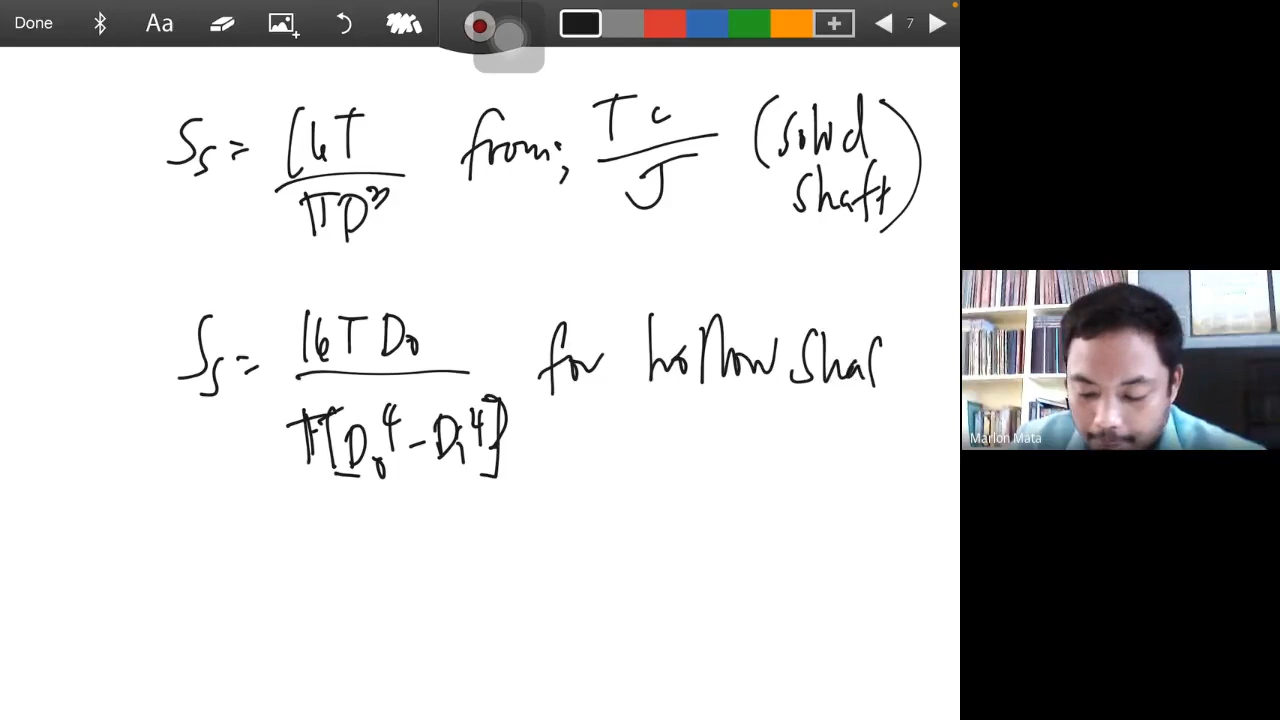 Done Aa 7
Ss = 16T / πD³ from; Tc / J (solid shaft)
Ss = 16TDo / π[Do⁴ - Di⁴] for hollow shaf
Marlon Mata